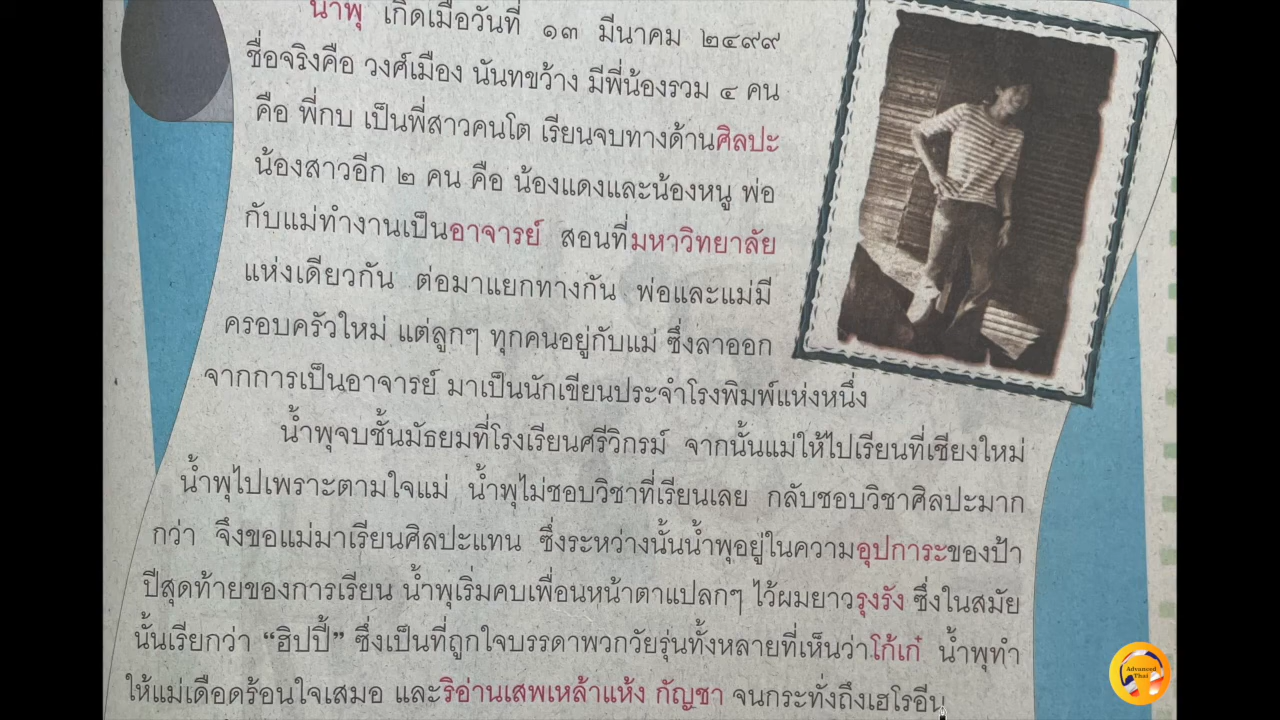 น้ำพุ เกิดเมื่อวันที่ ๑๓ มีนาคม ๒๔๙๙
ชื่อจริงคือ วงศ์เมือง นันทขว้าง มีพี่น้องรวม ๔ คน
คือ พี่กบ เป็นพี่สาวคนโต เรียนจบทางด้านศิลปะ
น้องสาวอีก ๒ คน คือ น้องแดงและน้องหนู พ่อ
กับแม่ทำงานเป็นอาจารย์ สอนที่มหาวิทยาลัย
แห่งเดียวกัน ต่อมาแยกทางกัน พ่อและแม่มี
ครอบครัวใหม่ แต่ลูกๆ ทุกคนอยู่กับแม่ ซึ่งลาออก
จากการเป็นอาจารย์ มาเป็นนักเขียนประจำโรงพิมพ์แห่งหนึ่ง
น้ำพุจบชั้นมัธยมที่โรงเรียนศรีวิกรม์ จากนั้นแม่ให้ไปเรียนที่เชียงใหม่
น้ำพุไปเพราะตามใจแม่ น้ำพุไม่ชอบวิชาที่เรียนเลย กลับชอบวิชาศิลปะมาก
กว่า จึงขอแม่มาเรียนศิลปะแทน ซึ่งระหว่างนั้นน้ำพุอยู่ในความอุปการะของป้า
ปีสุดท้ายของการเรียน น้ำพุเริ่มคบเพื่อนหน้าตาแปลกๆ ไว้ผมยาวรุงรัง ซึ่งในสมัย
นั้นเรียกว่า “ฮิปปี้” ซึ่งเป็นที่ถูกใจบรรดาพวกวัยรุ่นทั้งหลายที่เห็นว่าโก้เก๋ น้ำพุทำ
ให้แม่เดือดร้อนใจเสมอ และริอ่านเสพเหล้าแห้ง กัญชา จนกระทั่งถึงเฮโรอีน
Advanced
Thai